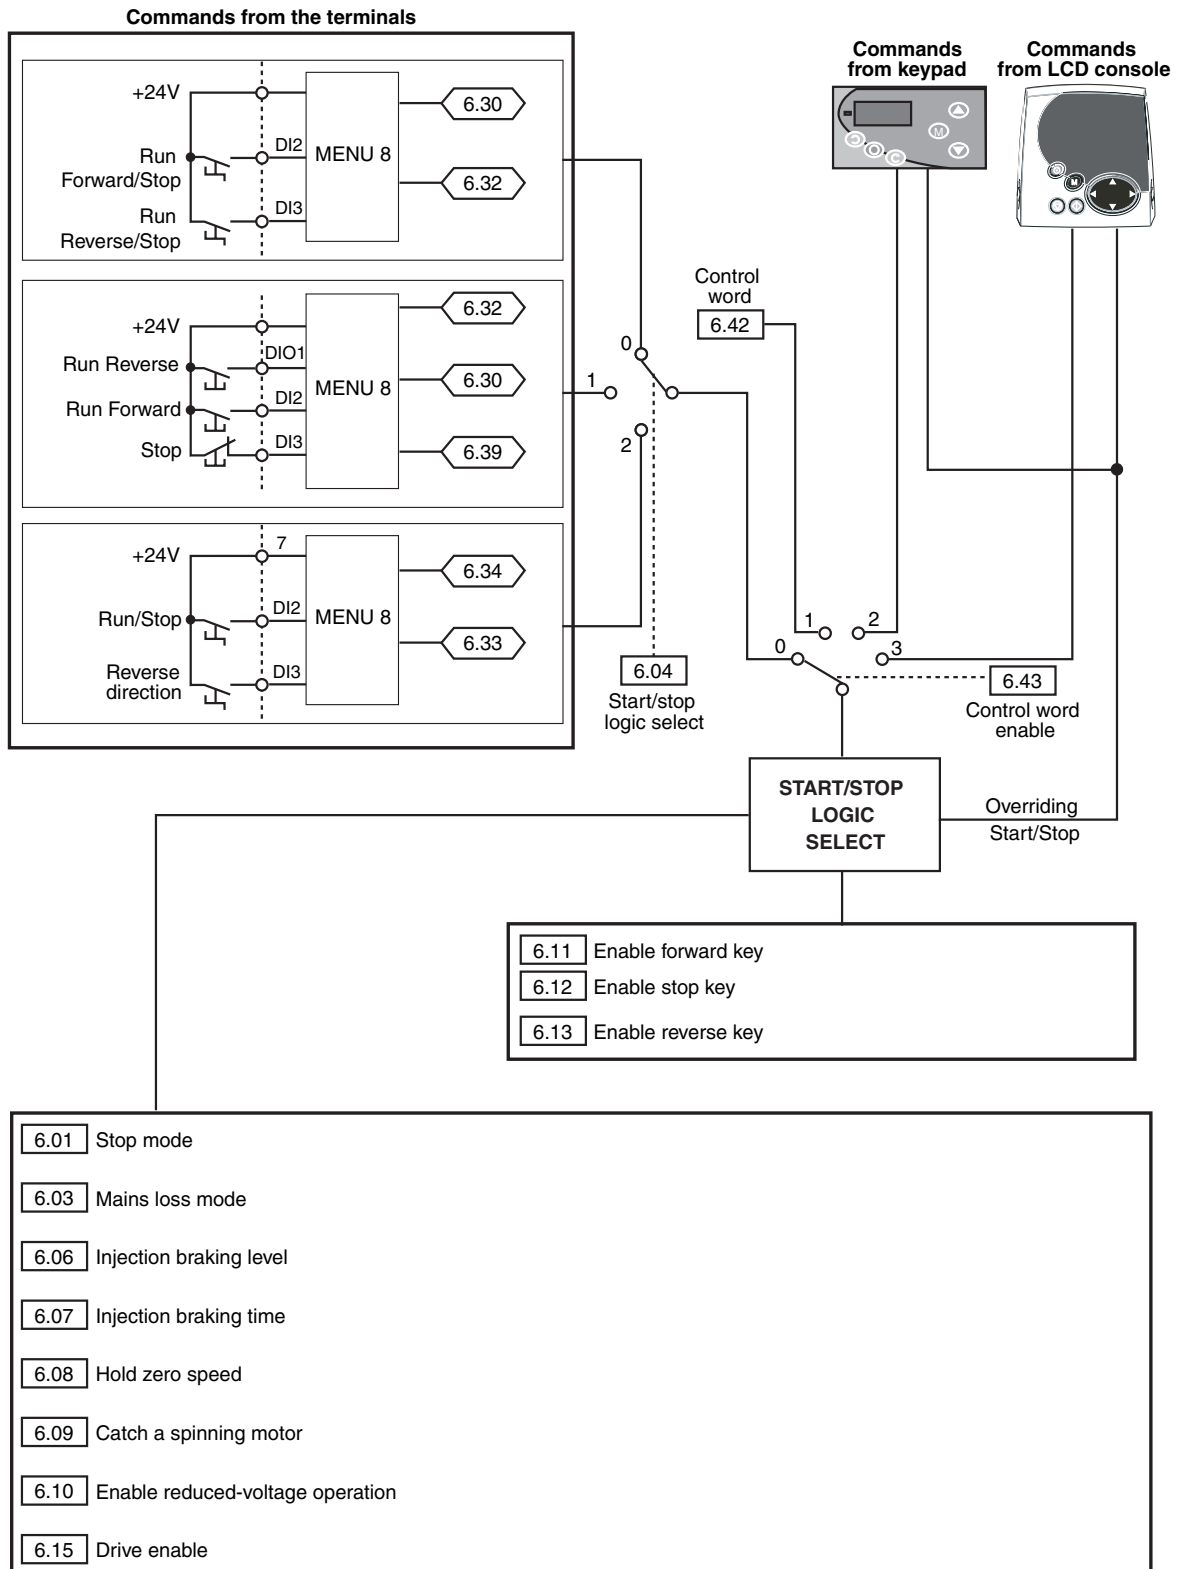 Commands from the terminals
Commands
from keypad
Commands
from LCD console
+24V
6.30
Run
Forward/Stop
DI2
MENU 8
6.32
Run
Reverse/Stop
DI3
6.32
+24V
Run Reverse
DIO1
MENU 8
6.30
Run Forward
DI2
Stop
DI3
6.39
+24V
7
6.34
Run/Stop
DI2
MENU 8
6.33
Reverse
direction
DI3
0
1
2
6.04
Start/stop
logic select
Control
word
6.42
M
M
1
2
0
3
6.43
Control word
enable
START/STOP
LOGIC
SELECT
Overriding
Start/Stop
6.11 Enable forward key
6.12 Enable stop key
6.13 Enable reverse key
6.01 Stop mode
6.03 Mains loss mode
6.06 Injection braking level
6.07 Injection braking time
6.08 Hold zero speed
6.09 Catch a spinning motor
6.10 Enable reduced-voltage operation
6.15 Drive enable